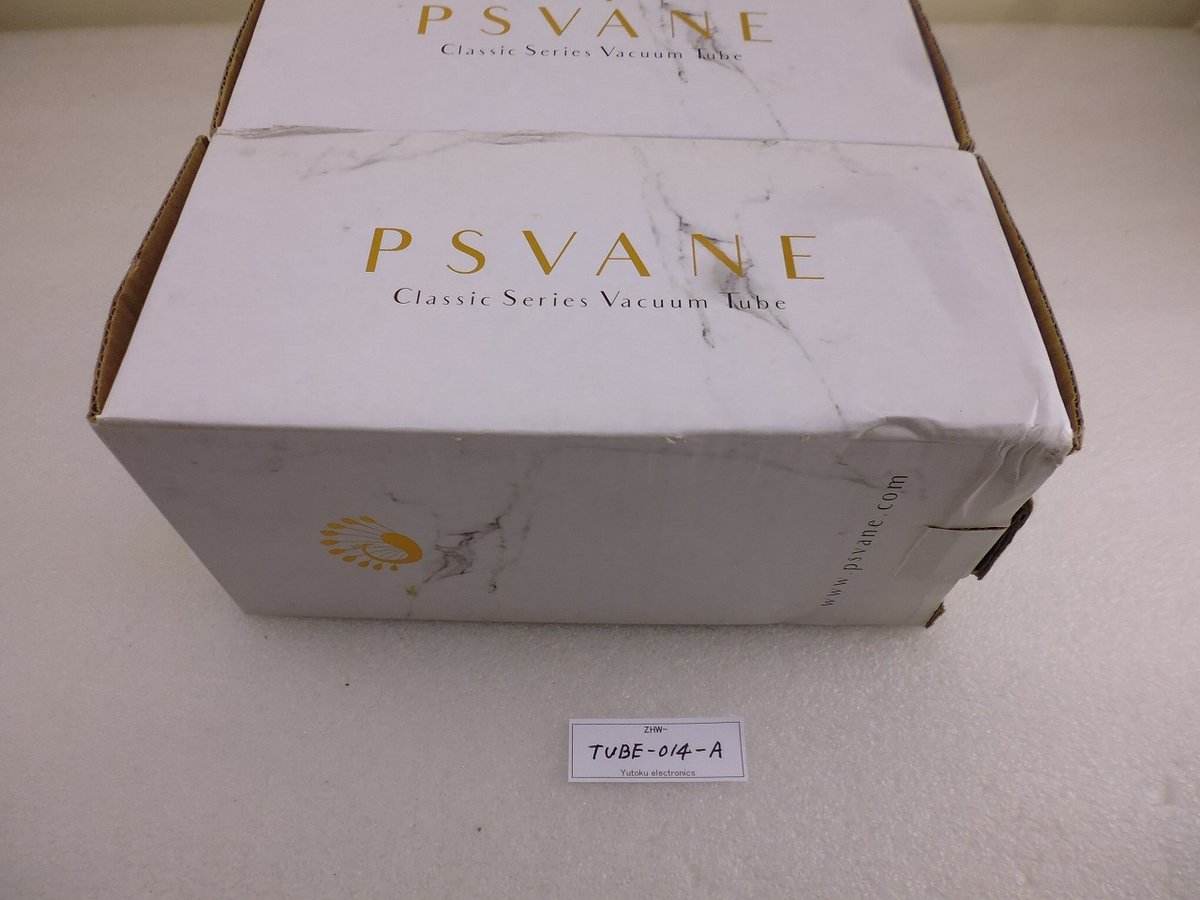 PSVANE
Classic Series Vacuum Tube
PSVANE
Classic Series Vacuum Tube
www.psvane.com
ZHW-
TUBE-014-A
Yutoku electronics